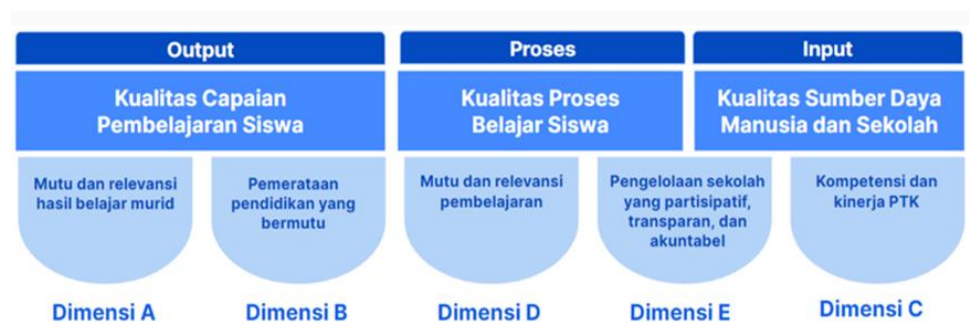 Output
Proses
Input
Kualitas Capaian
Pembelajaran Siswa
Kualitas Proses
Belajar Siswa
Kualitas Sumber Daya
Manusia dan Sekolah
Mutu dan relevansi
hasil belajar murid
Pemerataan
pendidikan yang
bermutu
Mutu dan relevansi
pembelajaran
Pengelolaan sekolah
yang partisipatif,
transparan, dan
akuntabel
Kompetensi dan
kinerja PTK
Dimensi A
Dimensi B
Dimensi D
Dimensi E
Dimensi C